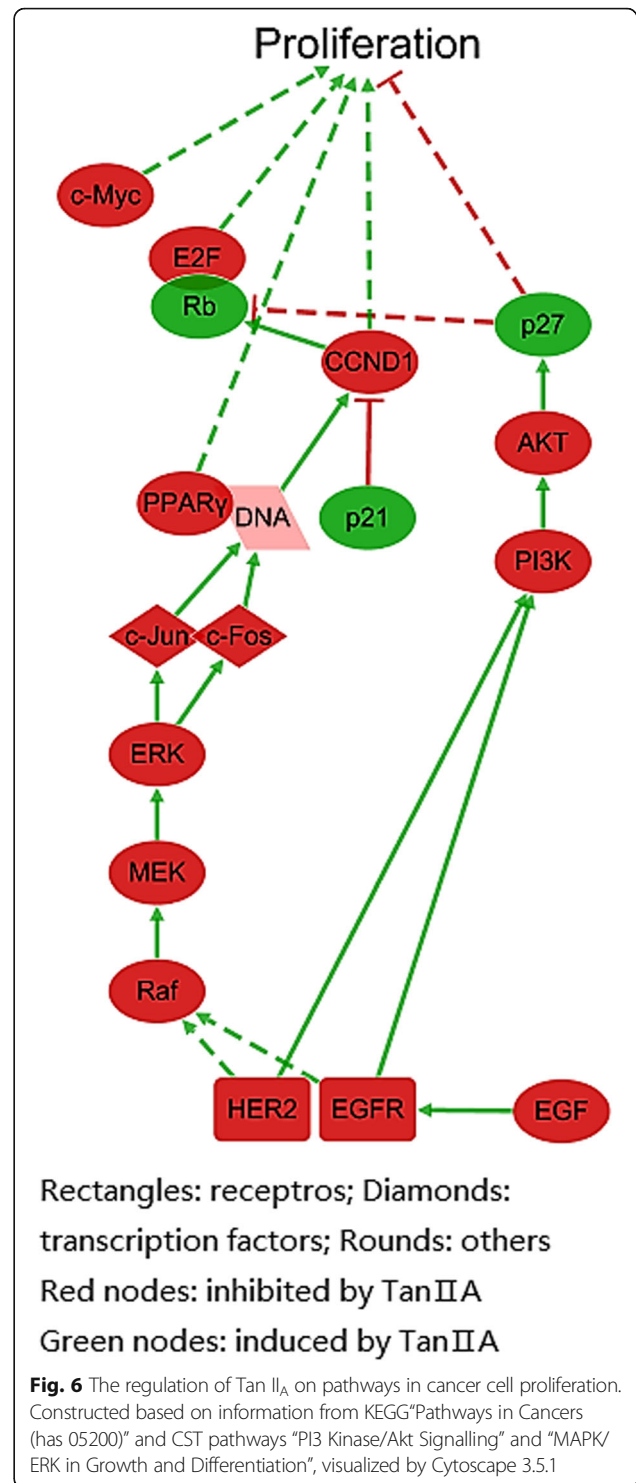 Proliferation
c-Myc
E2F
Rb
p27
CCND1
AKT
PPARγ
DNA
p21
PI3K
c-Jun
c-Fos
ERK
MEK
Raf
HER2
EGFR
EGF
Rectangles: receptros; Diamonds:
transcription factors; Rounds: others
Red nodes: inhibited by TanⅡA
Green nodes: induced by TanⅡA
Fig. 6 The regulation of Tan IIA on pathways in cancer cell proliferation.
Constructed based on information from KEGG“Pathways in Cancers
(has 05200)” and CST pathways “PI3 Kinase/Akt Signalling” and “MAPK/
ERK in Growth and Differentiation”, visualized by Cytoscape 3.5.1